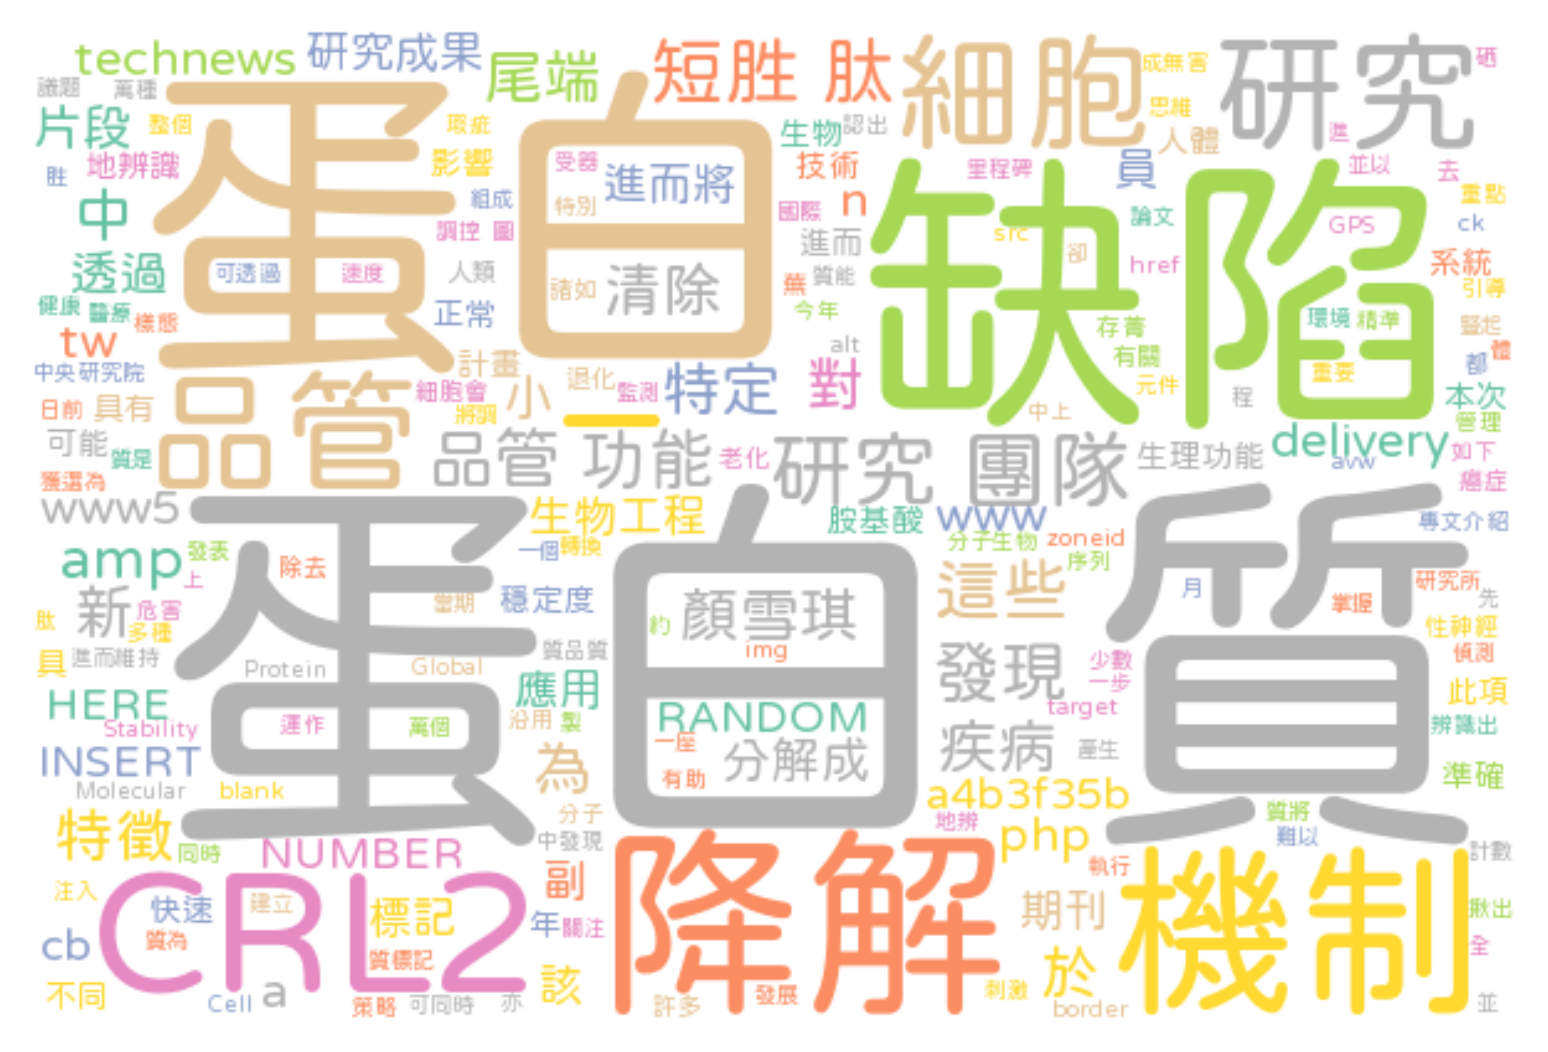 technews 研究成果 尾端 短胜 肽 細胞 成無害 研究 硒
議題 萬種 思維
片段 整個 瑕疵 生物 認出 人體 進
地辨識 影響 受器 進而將 技術 里程碑 員 並以 去
胜 組成 特別 n 重點
中 調控 圖 國際 論文 GPS ck
蛋白 缺陷
透過 可透過 速度 人類 諸如 清除 進而 質能 src 卻 href 系統
健康 醫療 樣態 正常 今年 存菁 環境 精準 引導
tw alt 有關 豎起
中央研究院 計畫 退化 監測 特定 對 元件 重要 都 體
日前 具有 品管 細胞會 將調 小 一 中上 程 本次
可能 質是 品管 功能 老化 研究 團隊 生理功能 delivery 管理 如下
獲選為 avw 癌症
www5 生物工程 胺基酸 www 專文介紹
amp 發表 上 除去 一個 轉換 分子生物 zoneid 序列
蛋白質
新 危害 多種 當期 穩定度 這些 月 掌握 研究所 先
肽 約 顏雪琪 性神經
具 進而維持 Protein Global 質品質 img 發現 少數 一步 偵測
HERE 應用 RANDOM target 此項
Stability 運作 萬個 沿用 製 一座 疾病 產生 辨識出
INSERT 為 有助 分解成 準確
Molecular blank a4b3f35b
特徵 同時 分子 地辨 php 質將 難以
NUMBER 中發現 執行 計數
注入 CRL2 快速 建立 標記 副 降解 期刊 機制 揪出
cb 質為 質標記 年 關注 全
不同 Cell a 策略 可同時 亦 該 許多 發展 刺激 於 border 並